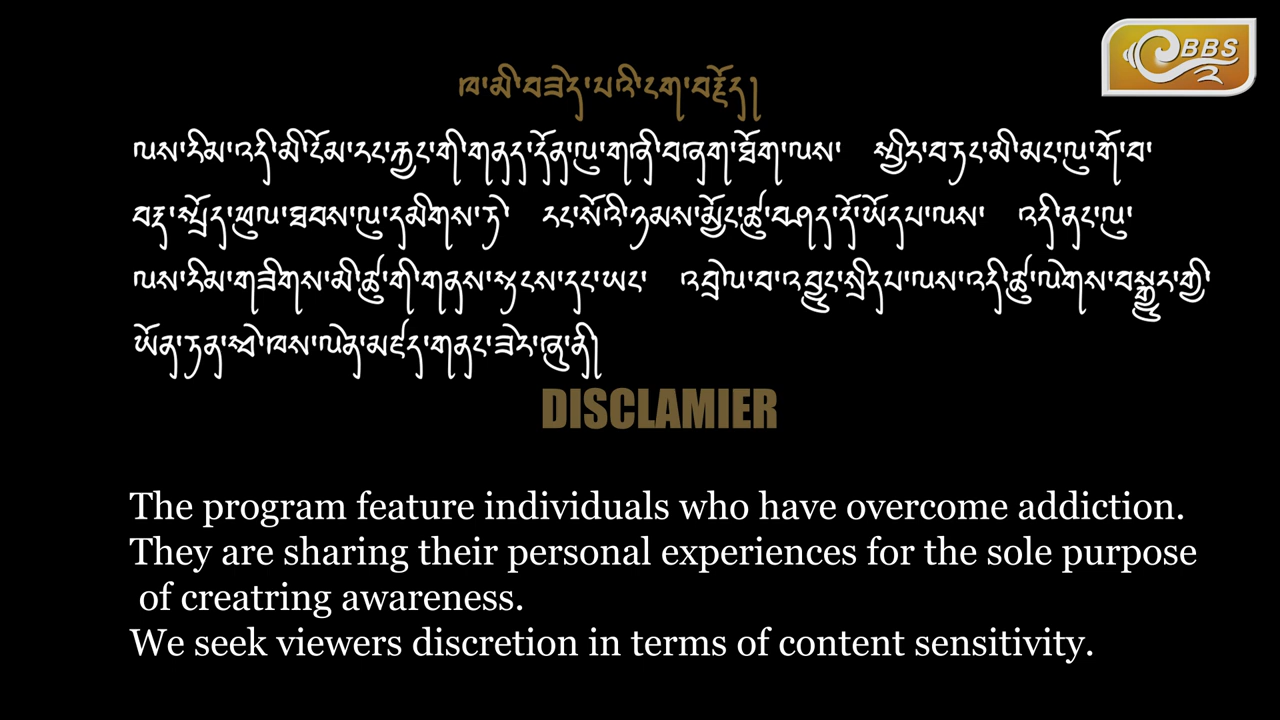 BBS
ཁ་མི་བཟེད་པའི་ངག་བརྗོད།
ལས་རིམ་འདི་མི་ངོམ་རང་རྐྱང་གི་གནད་དོན་ལུ་གཞི་བཞག་ཐོག་ལས་ སྤྱིར་བཏང་མི་མང་ལུ་གོ་བ་
བརྡ་སྤྲོད་ཕུལ་ཐབས་ལུ་དམིགས་ཏེ་ རང་སོའི་ཉམས་མྱོང་ཚུ་བཤད་དོ་ཡོདཔ་ལས་ འདི་ནང་ལུ་
ལས་རིམ་གཟིགས་མི་ཚུ་གི་གནས་སྟངས་དང་ཡང་ འབྲེལ་བ་འབྱུང་སྲིདཔ་ལས་འདི་ཚུ་ལེགས་བསྒྱུར་གྱི་
ཡོན་ཏན་སྦེ་ཁས་ལེན་མཛད་གནང་ཟེར་ཞུ་ནི།
DISCLAMIER
The program feature individuals who have overcome addiction.
They are sharing their personal experiences for the sole purpose
of creatring awareness.
We seek viewers discretion in terms of content sensitivity.